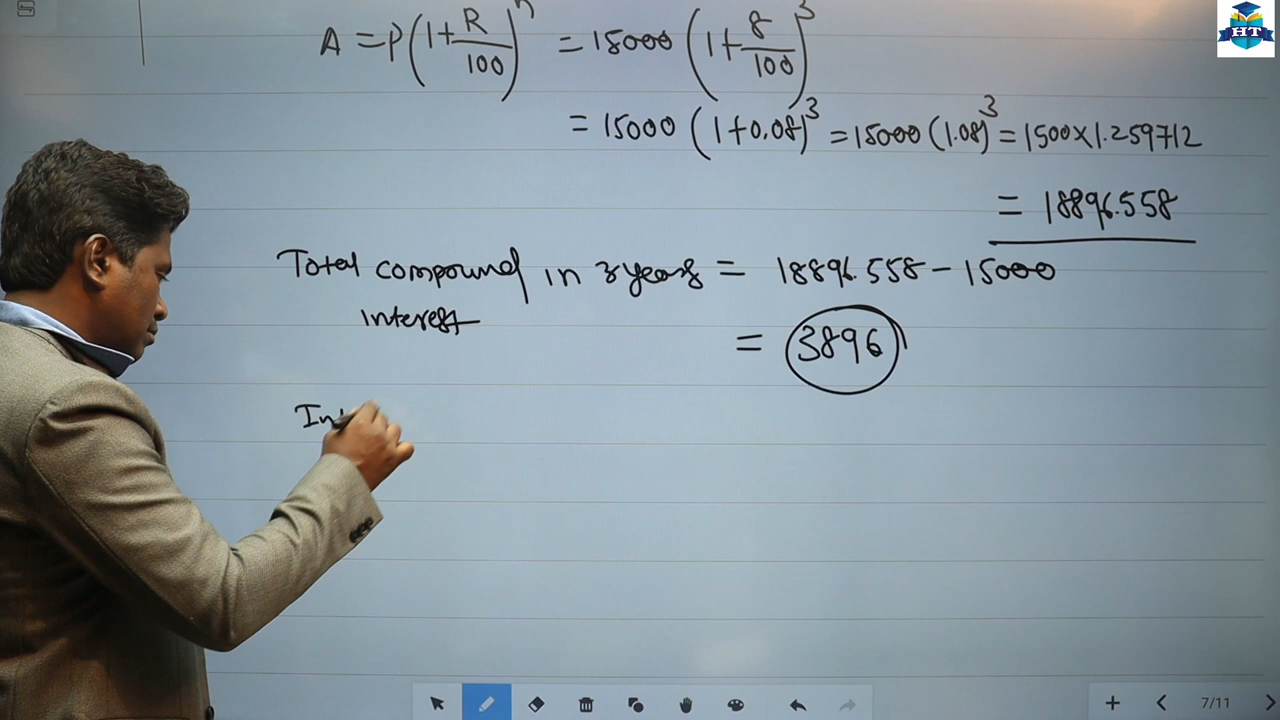 HT
A = P(1+R/100)^n = 15000(1+8/100)^3
= 15000(1+0.08)^3 = 15000(1.08)^3 = 1500×1.259712
= 18896.558
Total compound in 3 years = 18896.558 − 15000
interest
= 3896
Int
7/11